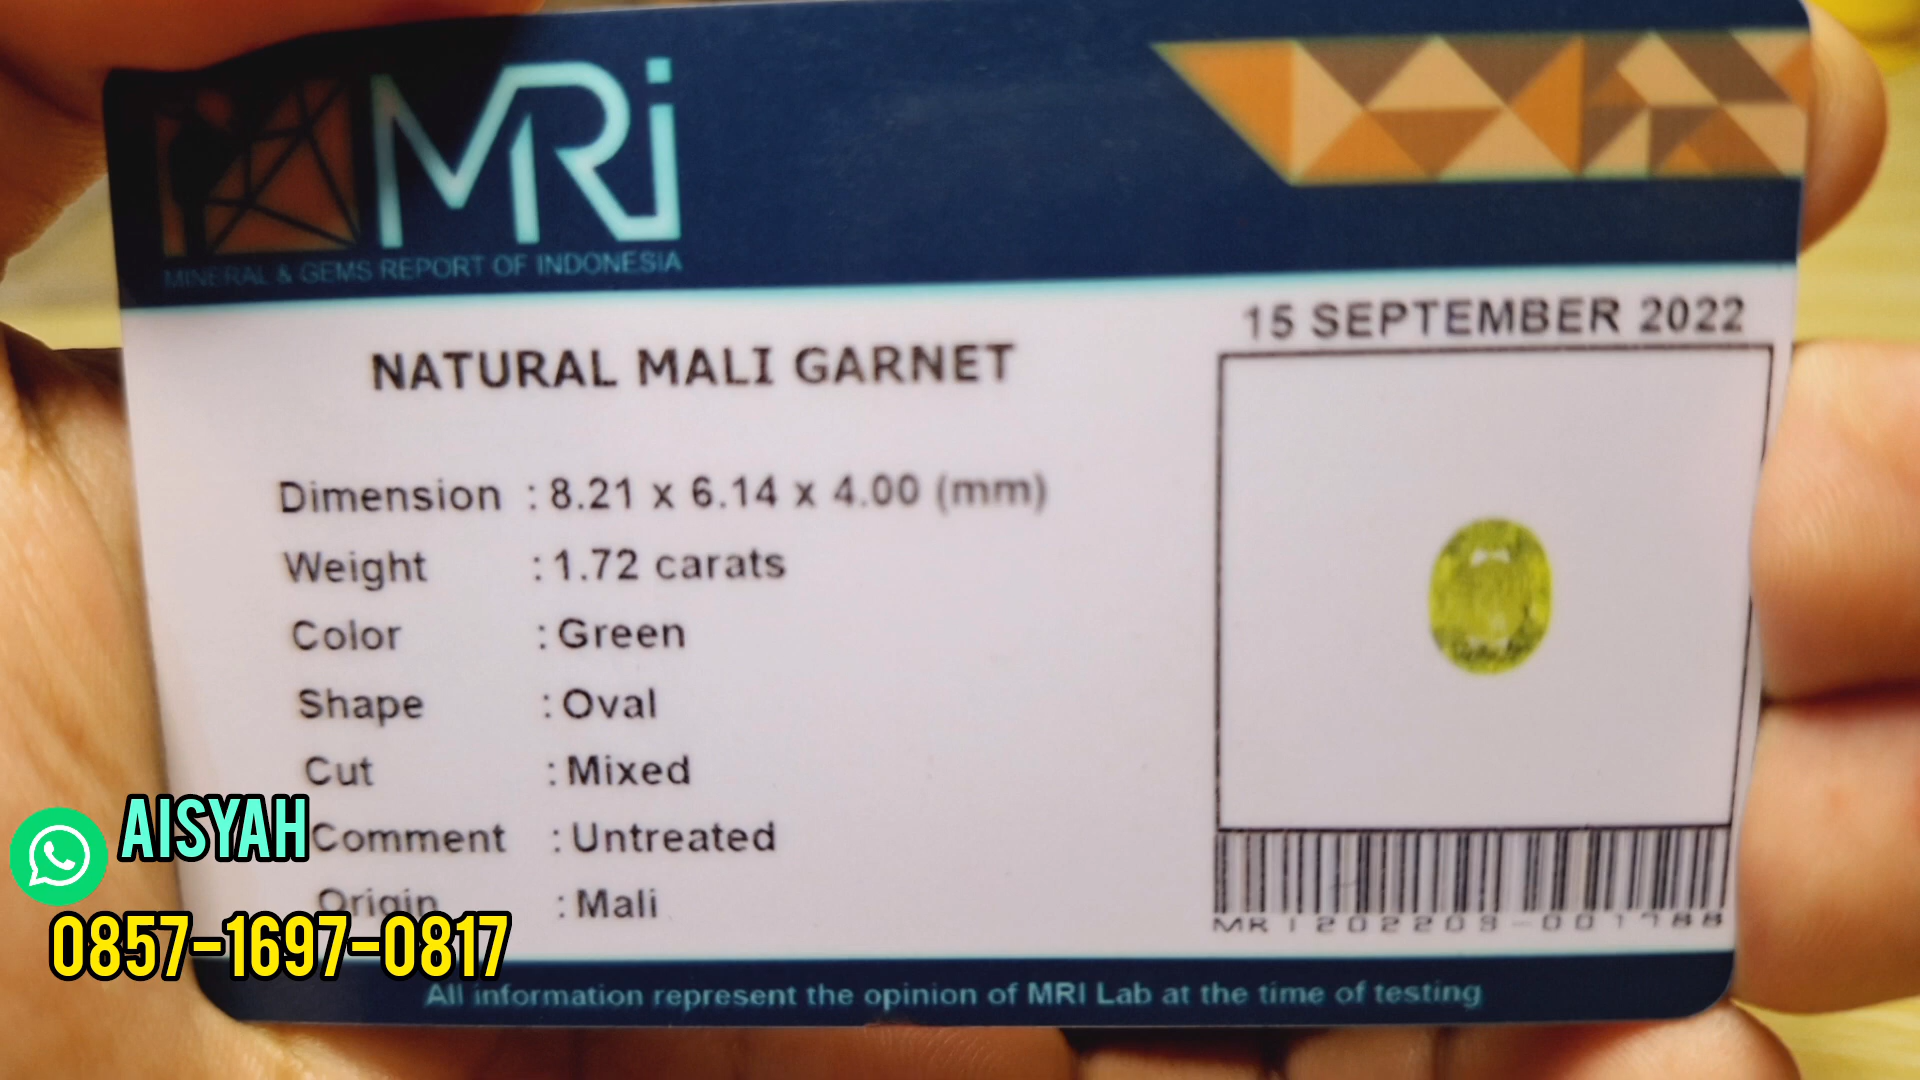 MRi
MINERAL & GEMS REPORT OF INDONESIA
15 SEPTEMBER 2022
NATURAL MALI GARNET
Dimension : 8.21 x 6.14 x 4.00 (mm)
Weight : 1.72 carats
Color : Green
Shape : Oval
Cut : Mixed
Comment : Untreated
Origin : Mali
MRI202209-001788
All information represent the opinion of MRI Lab at the time of testing
AISYAH
0857-1697-0817